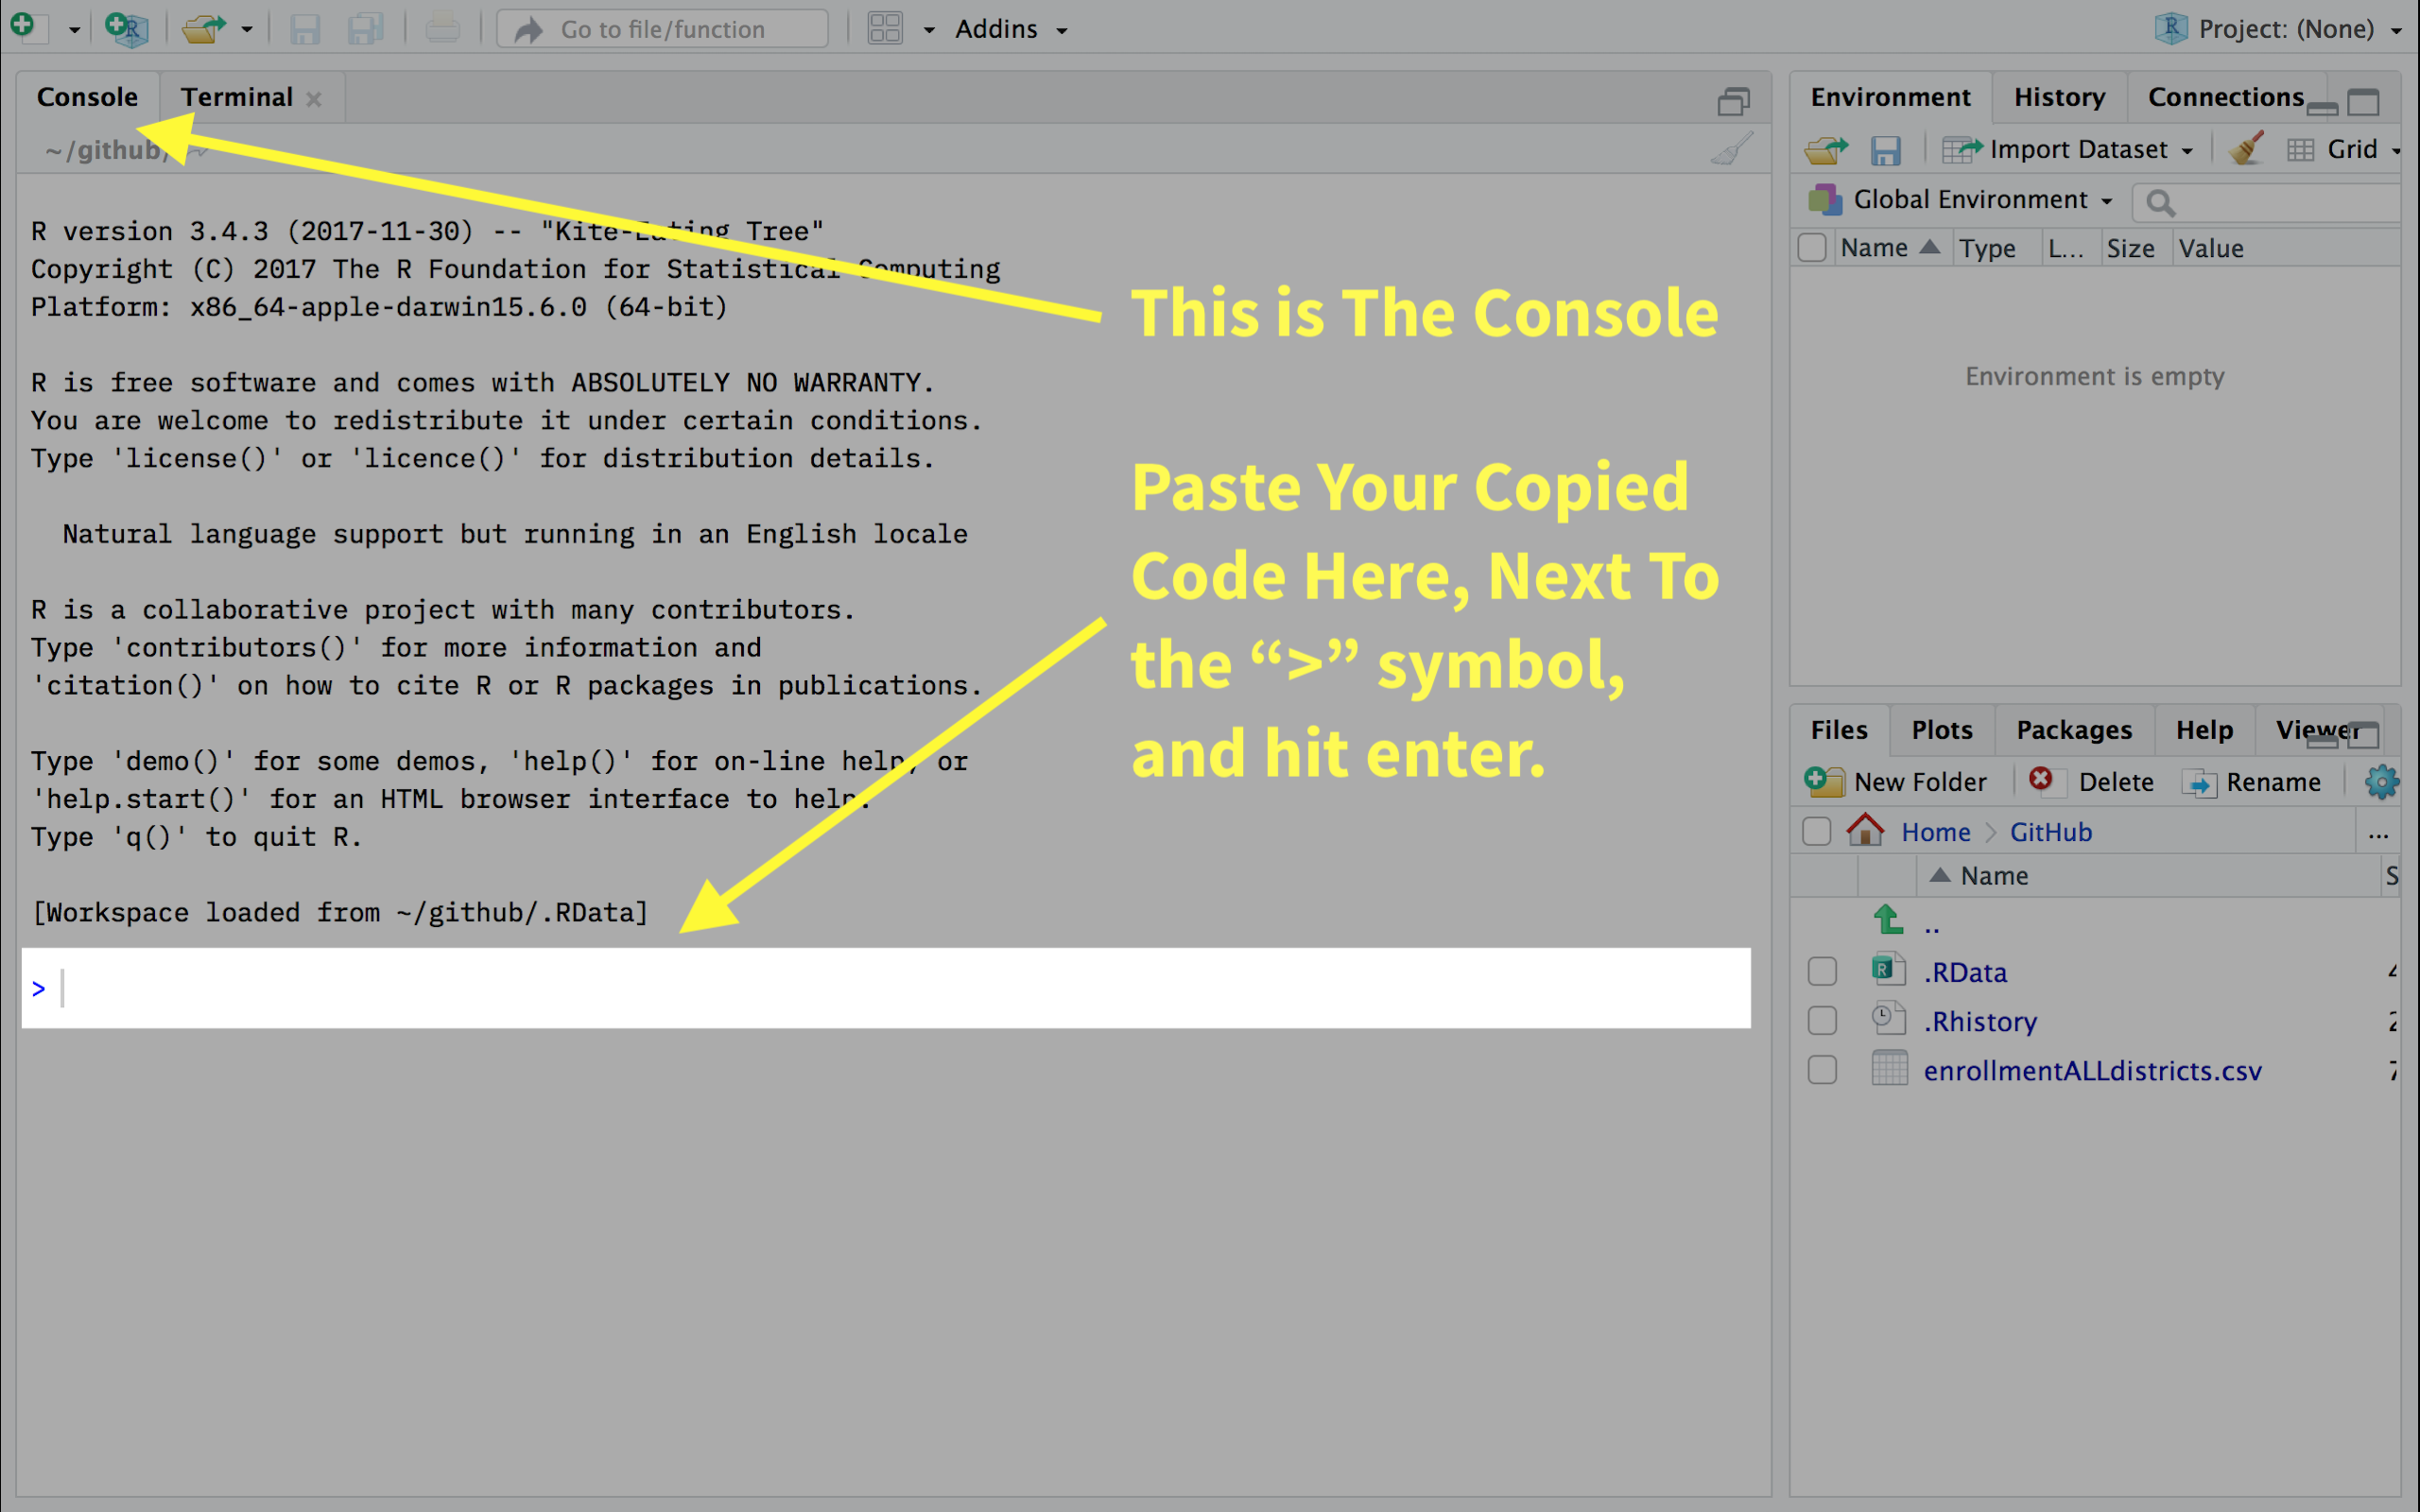 Go to file/function
Addins
Project: (None)
Console
Terminal
~/github/
R version 3.4.3 (2017-11-30) -- "Kite-Eating Tree"
Copyright (C) 2017 The R Foundation for Statistical Computing
Platform: x86_64-apple-darwin15.6.0 (64-bit)
R is free software and comes with ABSOLUTELY NO WARRANTY.
You are welcome to redistribute it under certain conditions.
Type 'license()' or 'licence()' for distribution details.
Natural language support but running in an English locale
R is a collaborative project with many contributors.
Type 'contributors()' for more information and
'citation()' on how to cite R or R packages in publications.
Type 'demo()' for some demos, 'help()' for on-line help, or
'help.start()' for an HTML browser interface to help.
Type 'q()' to quit R.
[Workspace loaded from ~/github/.RData]
>
This is The Console
Paste Your Copied
Code Here, Next To
the “>” symbol,
and hit enter.
Environment
History
Connections
Import Dataset
Grid
Global Environment
Name Type L... Size Value
Environment is empty
Files
Plots
Packages
Help
Viewer
New Folder
Delete
Rename
Home
GitHub
...
Name
..
.RData
.Rhistory
enrollmentALLdistricts.csv